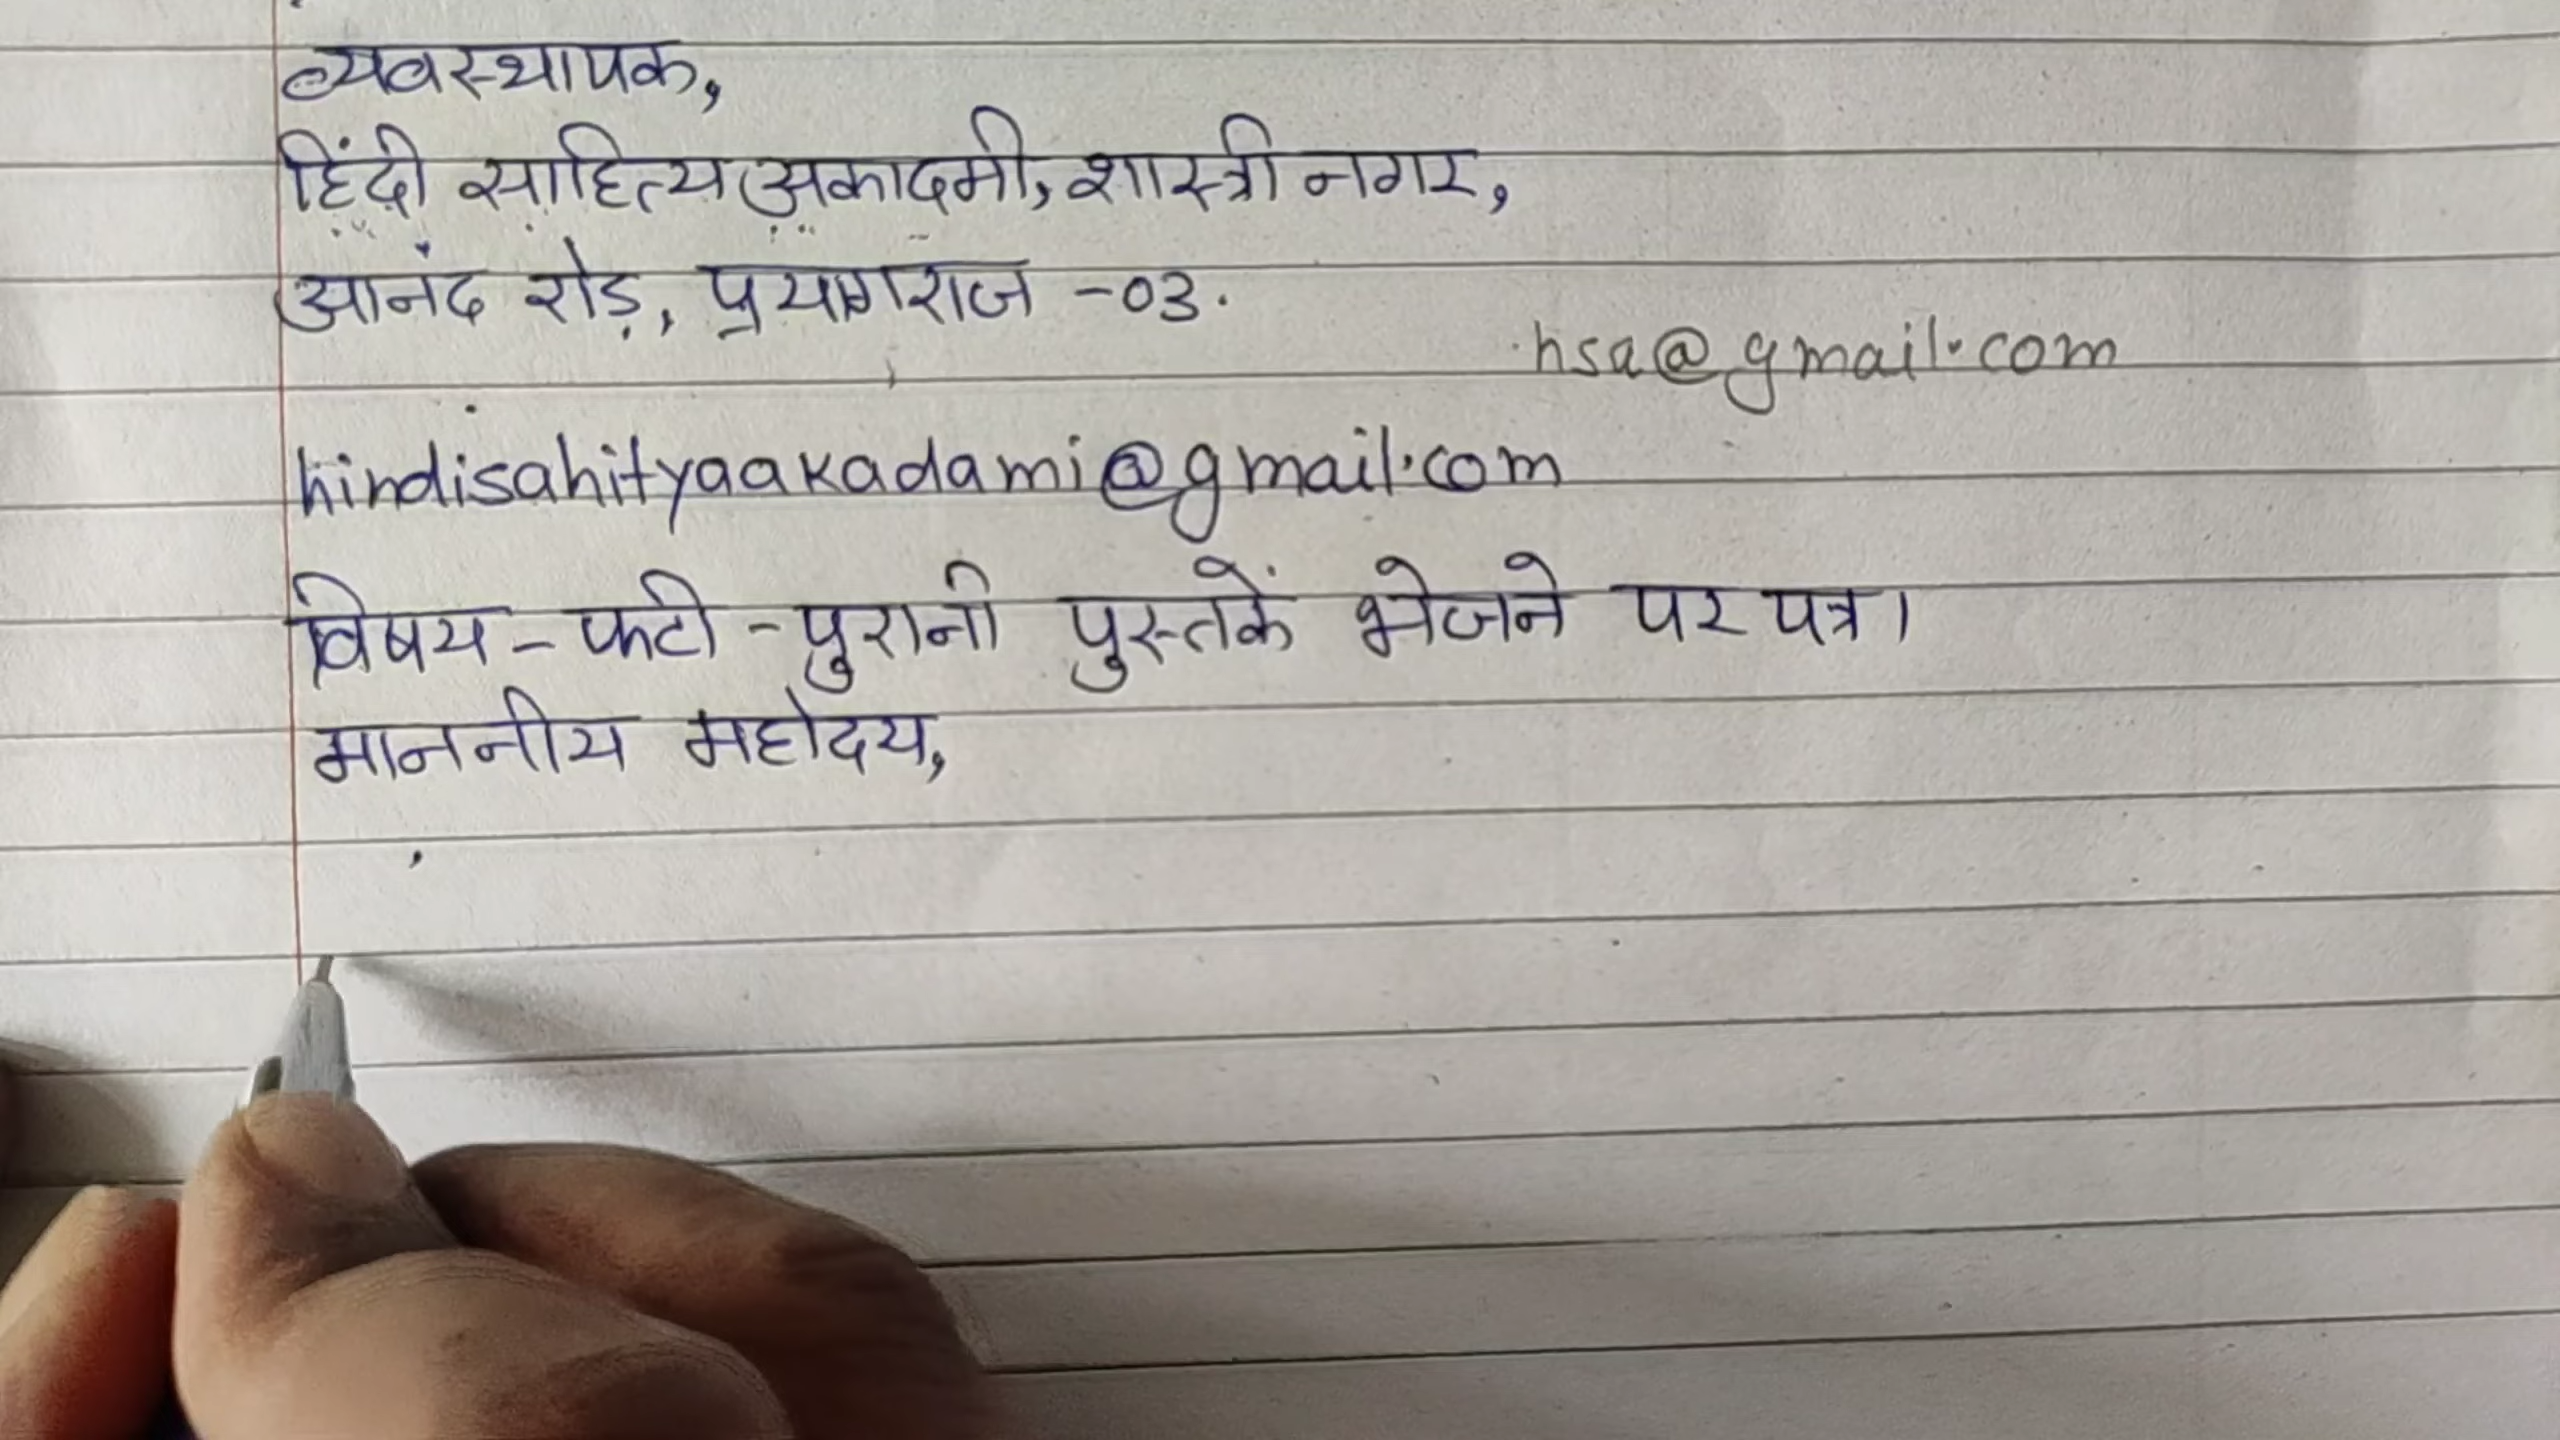 व्यवस्थापक,
हिंदी साहित्य अकादमी, शास्त्री नगर,
आनंद रोड़, प्रयागराज -03.
hsa@gmail.com
hindisahityaakadami@gmail.com
विषय - फटी - पुरानी पुस्तकें भेजने पर पत्र।
माननीय महोदय,